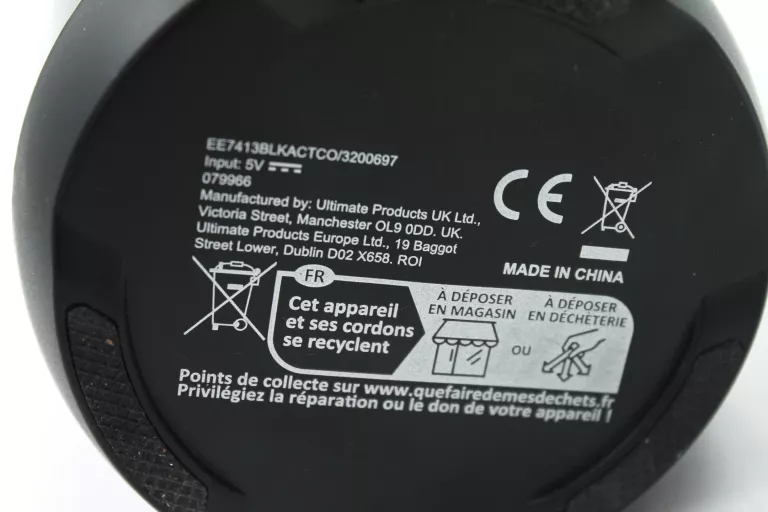 EE7413BLKACTCO/3200697
Input: 5V
079966
Manufactured by: Ultimate Products UK Ltd.,
Victoria Street, Manchester OL9 0DD. UK.
Ultimate Products Europe Ltd., 19 Baggot
Street Lower, Dublin D02 X658. ROI
CE
MADE IN CHINA
FR
Cet appareil
et ses cordons
se recyclent
À DÉPOSER
EN MAGASIN
OU
À DÉPOSER
EN DÉCHÈTERIE
Points de collecte sur www.quefairedemesdechets.fr
Privilégiez la réparation ou le don de votre appareil !